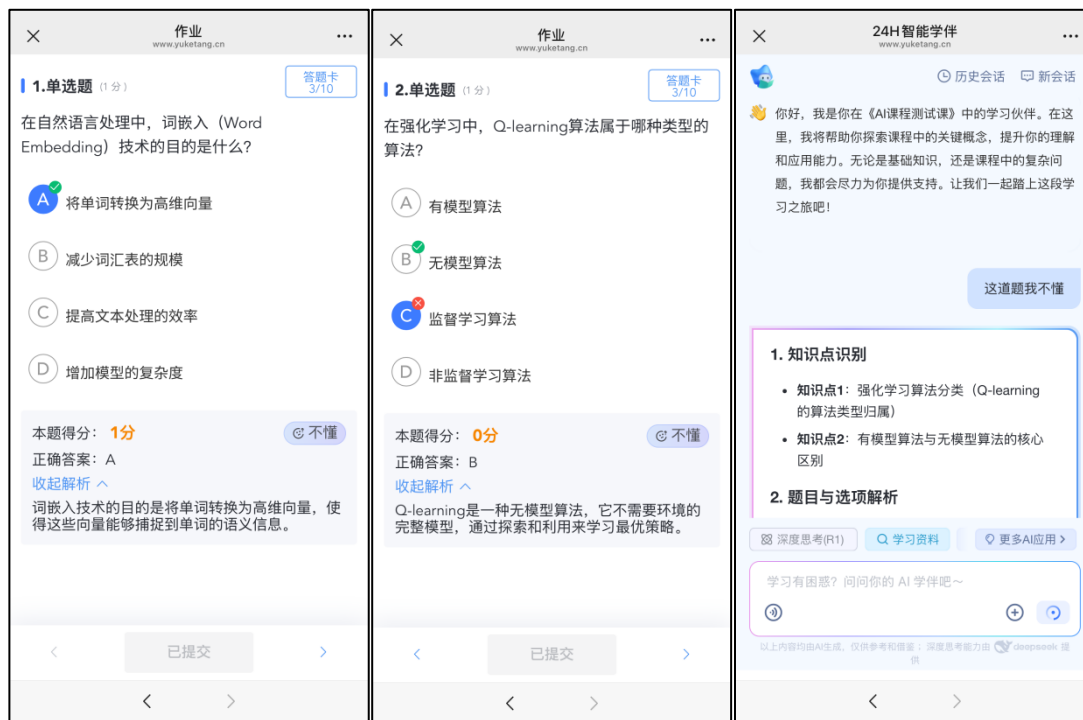 作业
www.yuketang.cn
1.单选题 (1分)
答题卡
3/10
在自然语言处理中，词嵌入（Word
Embedding）技术的目的是什么？
A 将单词转换为高维向量
B 减少词汇表的规模
C 提高文本处理的效率
D 增加模型的复杂度
本题得分： 1分
不懂
正确答案：A
收起解析
词嵌入技术的目的是将单词转换为高维向量，使
得这些向量能够捕捉到单词的语义信息。
已提交
作业
www.yuketang.cn
2.单选题 (1分)
答题卡
3/10
在强化学习中，Q-learning算法属于哪种类型的
算法？
A 有模型算法
B 无模型算法
C 监督学习算法
D 非监督学习算法
本题得分： 0分
不懂
正确答案：B
收起解析
Q-learning是一种无模型算法，它不需要环境的
完整模型，通过探索和利用来学习最优策略。
已提交
24H智能学伴
www.yuketang.cn
历史会话 新会话
你好，我是你在《AI课程测试课》中的学习伙伴。在这
里，我将帮助你探索课程中的关键概念，提升你的理解
和应用能力。无论是基础知识，还是课程中的复杂问
题，我都会尽力为你提供支持。让我们一起踏上这段学
习之旅吧！
这道题我不懂
1. 知识点识别
• 知识点1：强化学习算法分类（Q-learning
的算法类型归属）
• 知识点2：有模型算法与无模型算法的核心
区别
2. 题目与选项解析
深度思考(R1) 学习资料 更多AI应用
学习有困惑？问问你的 AI 学伴吧～
以上内容均由AI生成，仅供参考和借鉴；深度思考能力由 deepseek 提
供